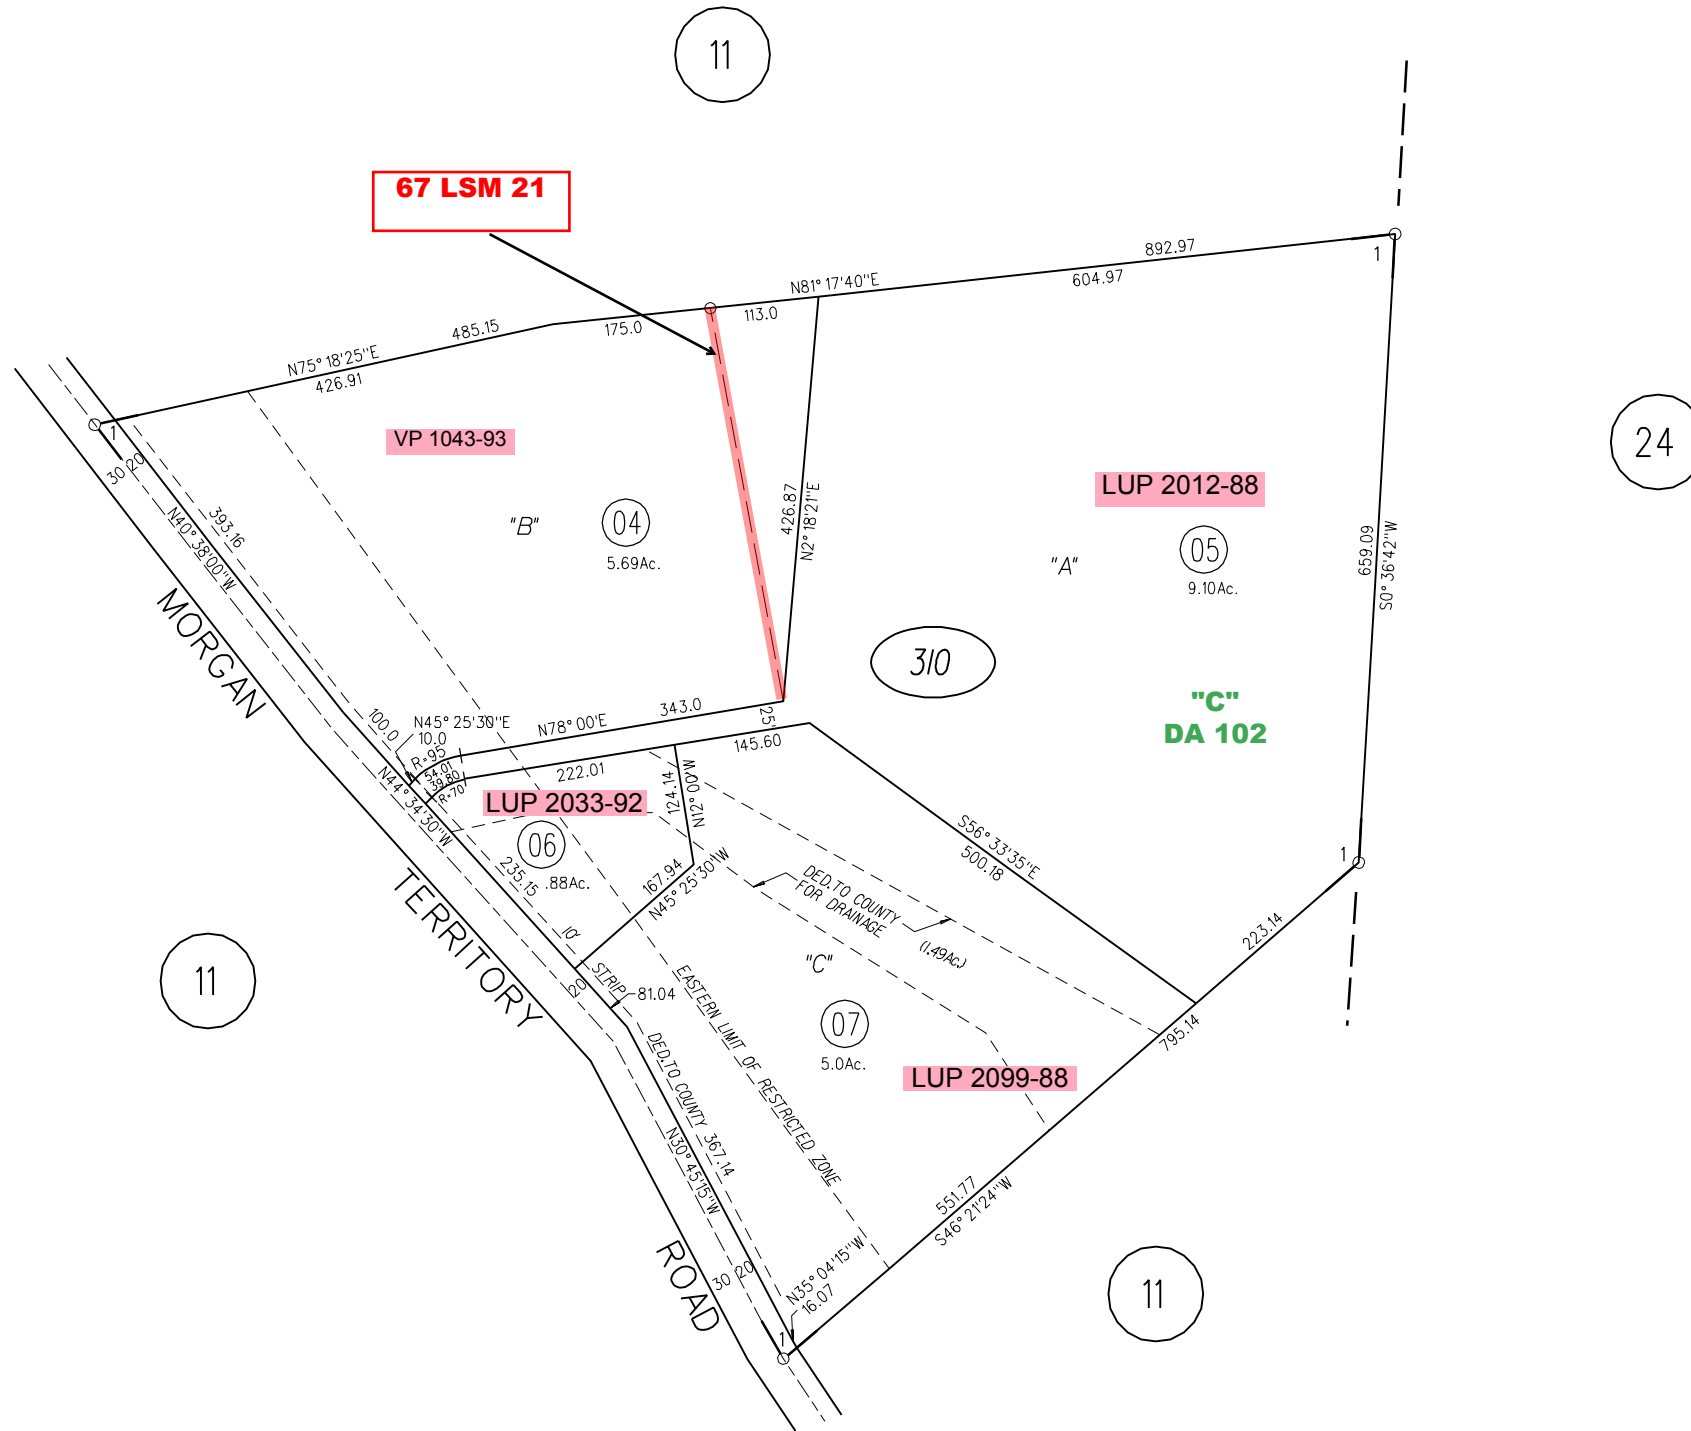 11
67 LSM 21
892.97
1
604.97
N81° 17'40"E
113.0
175.0
485.15
N75° 18'25"E
426.91
1
30
20
VP 1043-93
24
LUP 2012-88
393.16
N40° 38'00"W
"B"
04
5.69Ac.
426.87
N2° 18'21"E
"A"
05
9.10Ac.
659.09
S0° 36'42"W
MORGAN
310
"C"
DA 102
100.0
N45° 25'30"E
10.0
R=95
54.01
39.80
R=70
N78° 00'E
343.0
25'
145.60
222.01
124.14
N12° 00'W
LUP 2033-92
06
.88Ac.
N44° 34'30"W
235.15
167.94
N45° 25'30"W
S56° 33'35"E
500.18
1
DED.TO COUNTY
FOR DRAINAGE
(1.49Ac.)
223.14
795.14
TERRITORY
11
10'
STRIP
20
81.04
DED.TO COUNTY
367.14
EASTERN LIMIT OF RESTRICTED ZONE
"C"
07
5.0Ac.
LUP 2099-88
N30° 45'15"W
551.77
S46° 21'24"W
ROAD
30
20
N35° 04'15"W
16.07
1
11